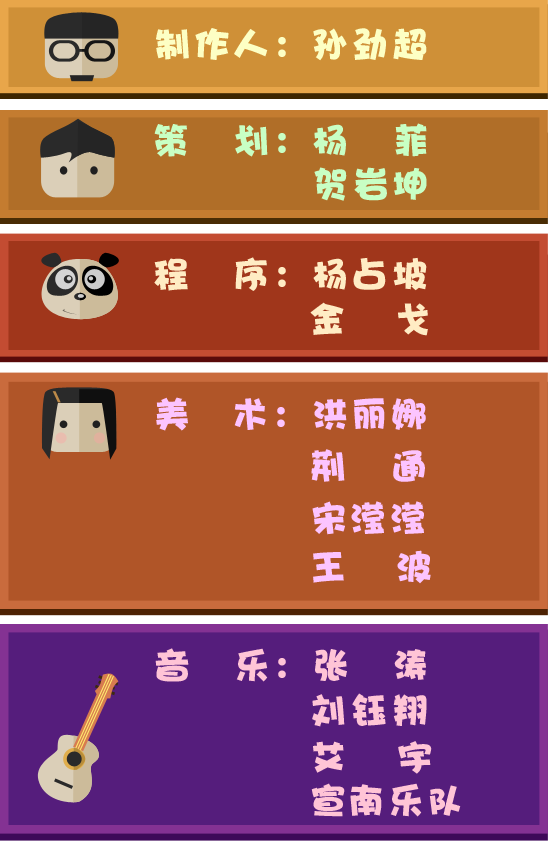 制作人：孙劲超
策 划：杨 菲
贺岩坤
程 序：杨占坡
金 戈
美 术：洪丽娜
荆 通
宋滢滢
王 波
音 乐：张 涛
刘钰翔
艾 宇
宣南乐队